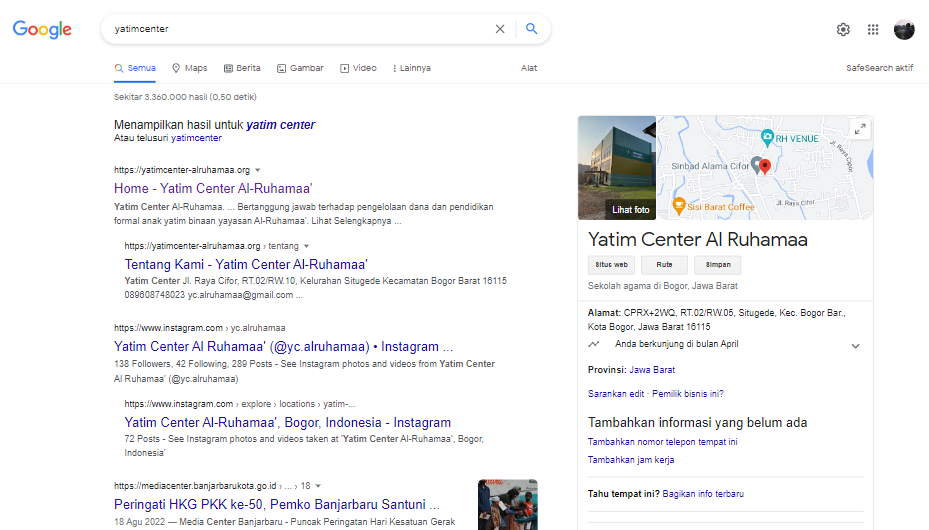 Google
yatimcenter
Semua
Maps
Berita
Gambar
Video
Lainnya
Alat
SafeSearch aktif
Sekitar 3.360.000 hasil (0,50 detik)
Menampilkan hasil untuk yatim center
Atau telusuri yatimcenter
https://yatimcenter-alruhamaa.org
Home - Yatim Center Al-Ruhamaa'
Yatim Center Al-Ruhamaa. ... Bertanggung jawab terhadap pengelolaan dana dan pendidikan
formal anak yatim binaan yayasan Al-Ruhamaa'. Lihat Selengkapnya ...
https://yatimcenter-alruhamaa.org › tentang
Tentang Kami - Yatim Center Al-Ruhamaa'
Yatim Center Jl. Raya Cifor, RT.02/RW.10, Kelurahan Situgede Kecamatan Bogor Barat 16115
089608748023 yc.alruhamaa@gmail.com ...
https://www.instagram.com › yc.alruhamaa
Yatim Center Al Ruhamaa' (@yc.alruhamaa) • Instagram ...
138 Followers, 42 Following, 289 Posts - See Instagram photos and videos from Yatim Center
Al Ruhamaa' (@yc.alruhamaa)
https://www.instagram.com › explore › locations › yatim-...
Yatim Center Al-Ruhamaa', Bogor, Indonesia - Instagram
72 Posts - See Instagram photos and videos taken at 'Yatim Center Al-Ruhamaa', Bogor,
Indonesia'
https://mediacenter.banjarbarukota.go.id › ... › 18
Peringati HKG PKK ke-50, Pemko Banjarbaru Santuni ...
18 Agu 2022 — Media Center Banjarbaru - Puncak Peringatan Hari Kesatuan Gerak
Lihat foto
RH VENUE
Sinbad Alama Cifor
Jl. Raya Cifor
Sisi Barat Coffee
Jl. Raya Cifor
Yatim Center Al Ruhamaa
Situs web
Rute
Simpan
Sekolah agama di Bogor, Jawa Barat
Alamat: CPRX+2WQ, RT.02/RW.05, Situgede, Kec. Bogor Bar.,
Kota Bogor, Jawa Barat 16115
Anda berkunjung di bulan April
Provinsi: Jawa Barat
Sarankan edit · Pemilik bisnis ini?
Tambahkan informasi yang belum ada
Tambahkan nomor telepon tempat ini
Tambahkan jam kerja
Tahu tempat ini? Bagikan info terbaru